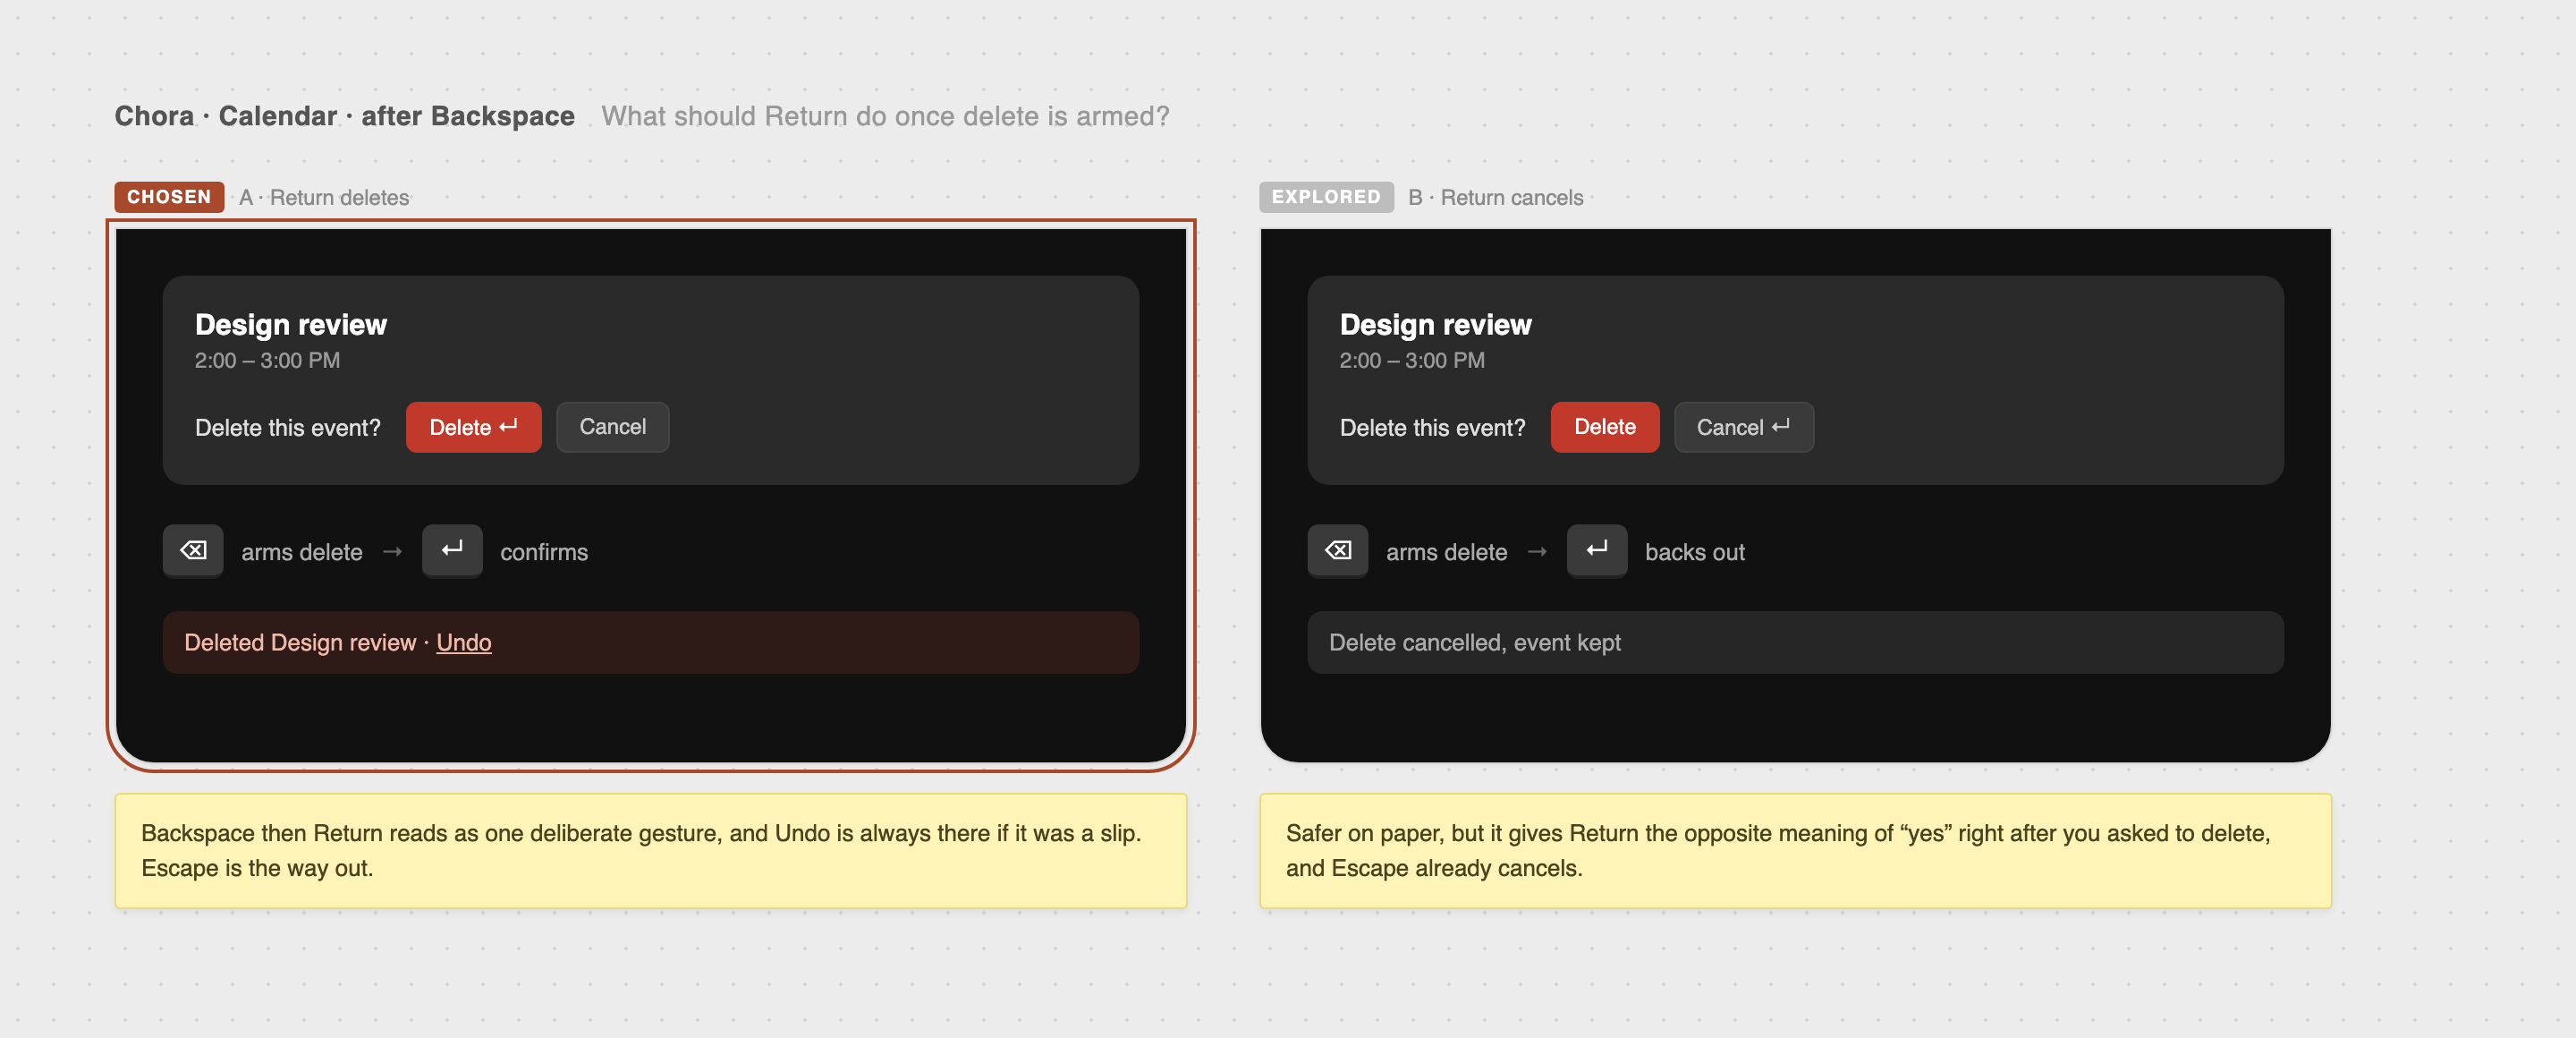 Chora · Calendar · after Backspace What should Return do once delete is armed?
CHOSEN A · Return deletes
Design review
2:00 – 3:00 PM
Delete this event? Delete ↵ Cancel
⌫ arms delete → ↵ confirms
Deleted Design review · Undo
Backspace then Return reads as one deliberate gesture, and Undo is always there if it was a slip.
Escape is the way out.
EXPLORED B · Return cancels
Design review
2:00 – 3:00 PM
Delete this event? Delete Cancel ↵
⌫ arms delete → ↵ backs out
Delete cancelled, event kept
Safer on paper, but it gives Return the opposite meaning of “yes” right after you asked to delete,
and Escape already cancels.